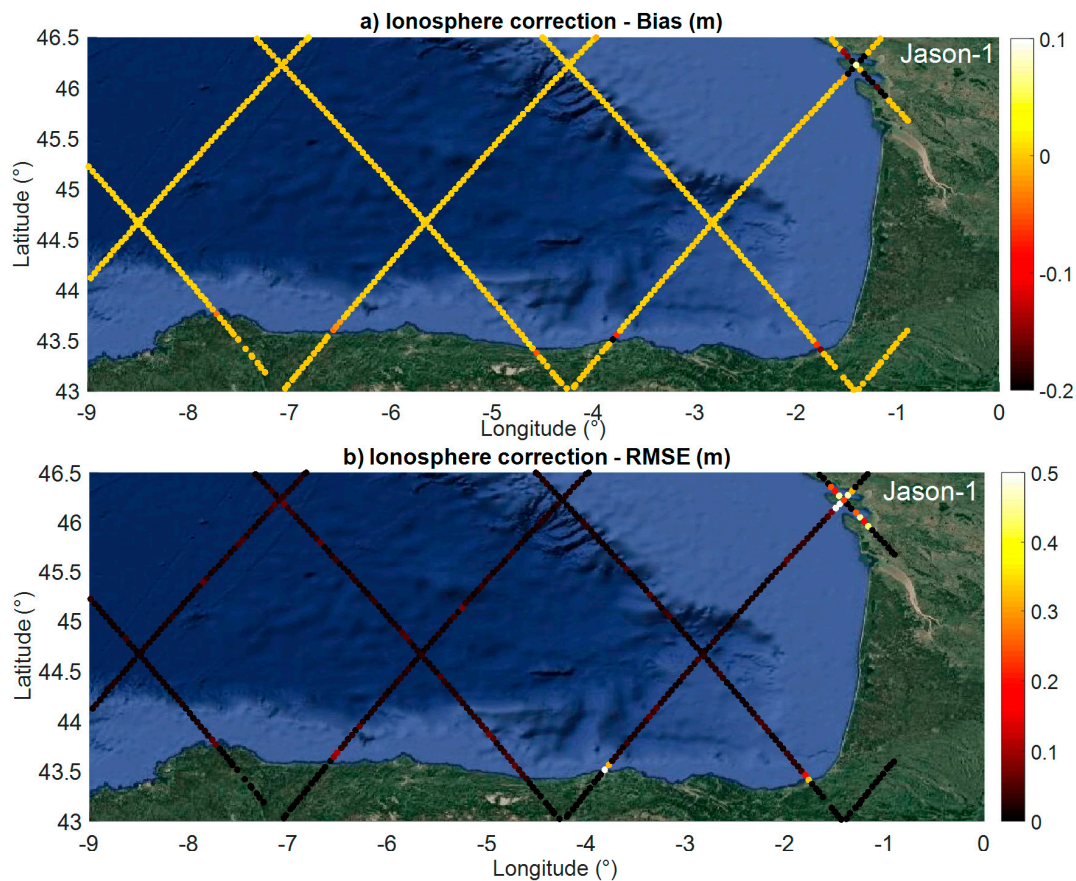 a) Ionosphere correction - Bias (m)
46.5
46
45.5
45
44.5
44
43.5
43
Latitude (°)
Jason-1
0.1
0
-0.1
-0.2
-9 -8 -7 -6 -5 -4 -3 -2 -1 0
Longitude (°)
b) Ionosphere correction - RMSE (m)
46.5
46
45.5
45
44.5
44
43.5
43
Latitude (°)
Jason-1
0.5
0.4
0.3
0.2
0.1
0
-9 -8 -7 -6 -5 -4 -3 -2 -1 0
Longitude (°)